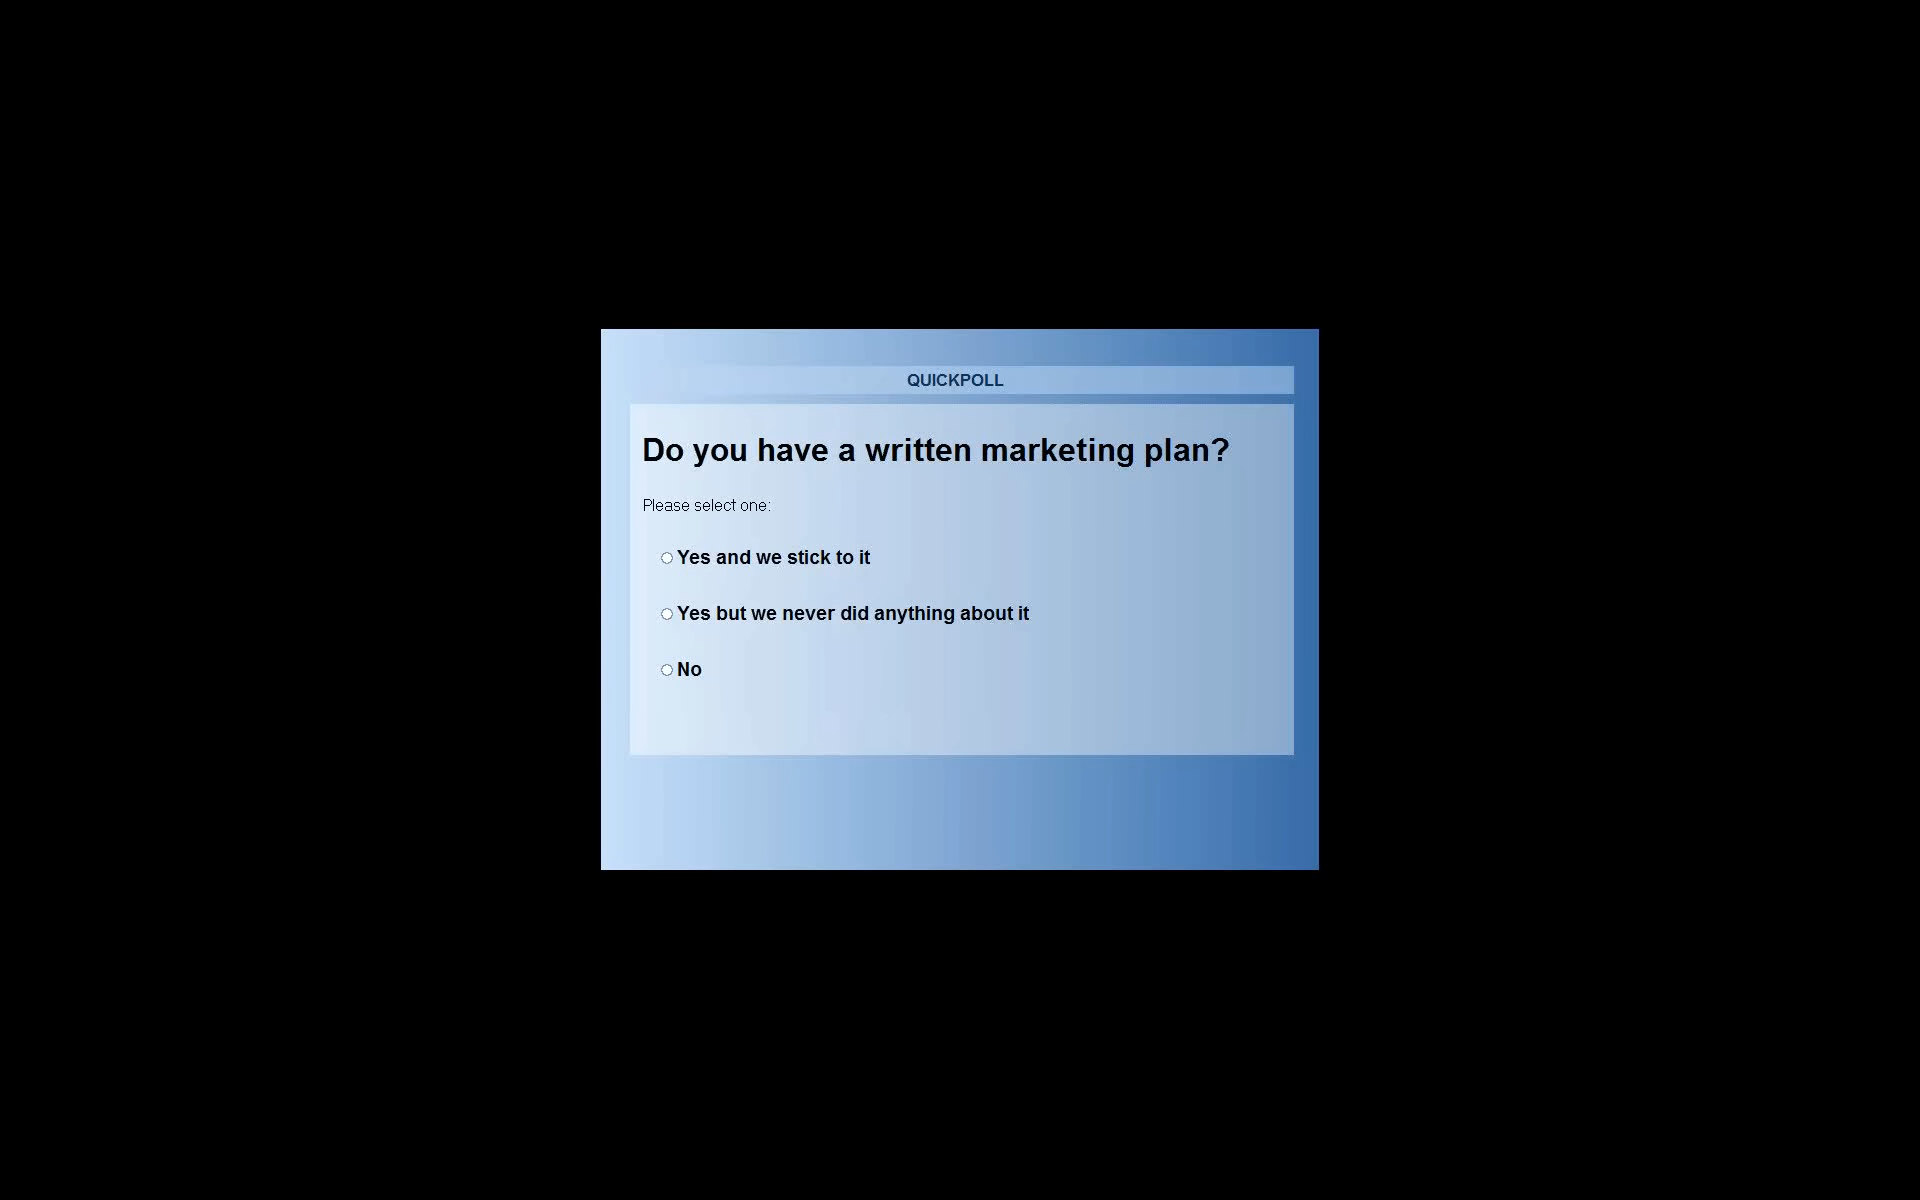 QUICKPOLL
Do you have a written marketing plan?
Please select one:
Yes and we stick to it
Yes but we never did anything about it
No